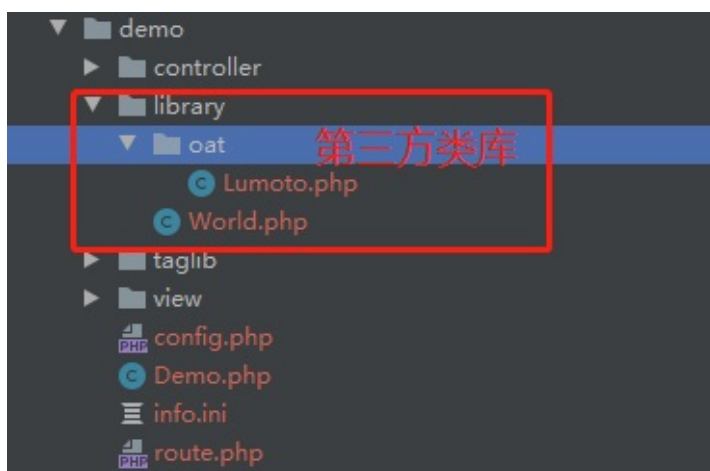 demo
controller
library
oat 第三方类库
Lumoto.php
World.php
taglib
view
config.php
Demo.php
info.ini
route.php